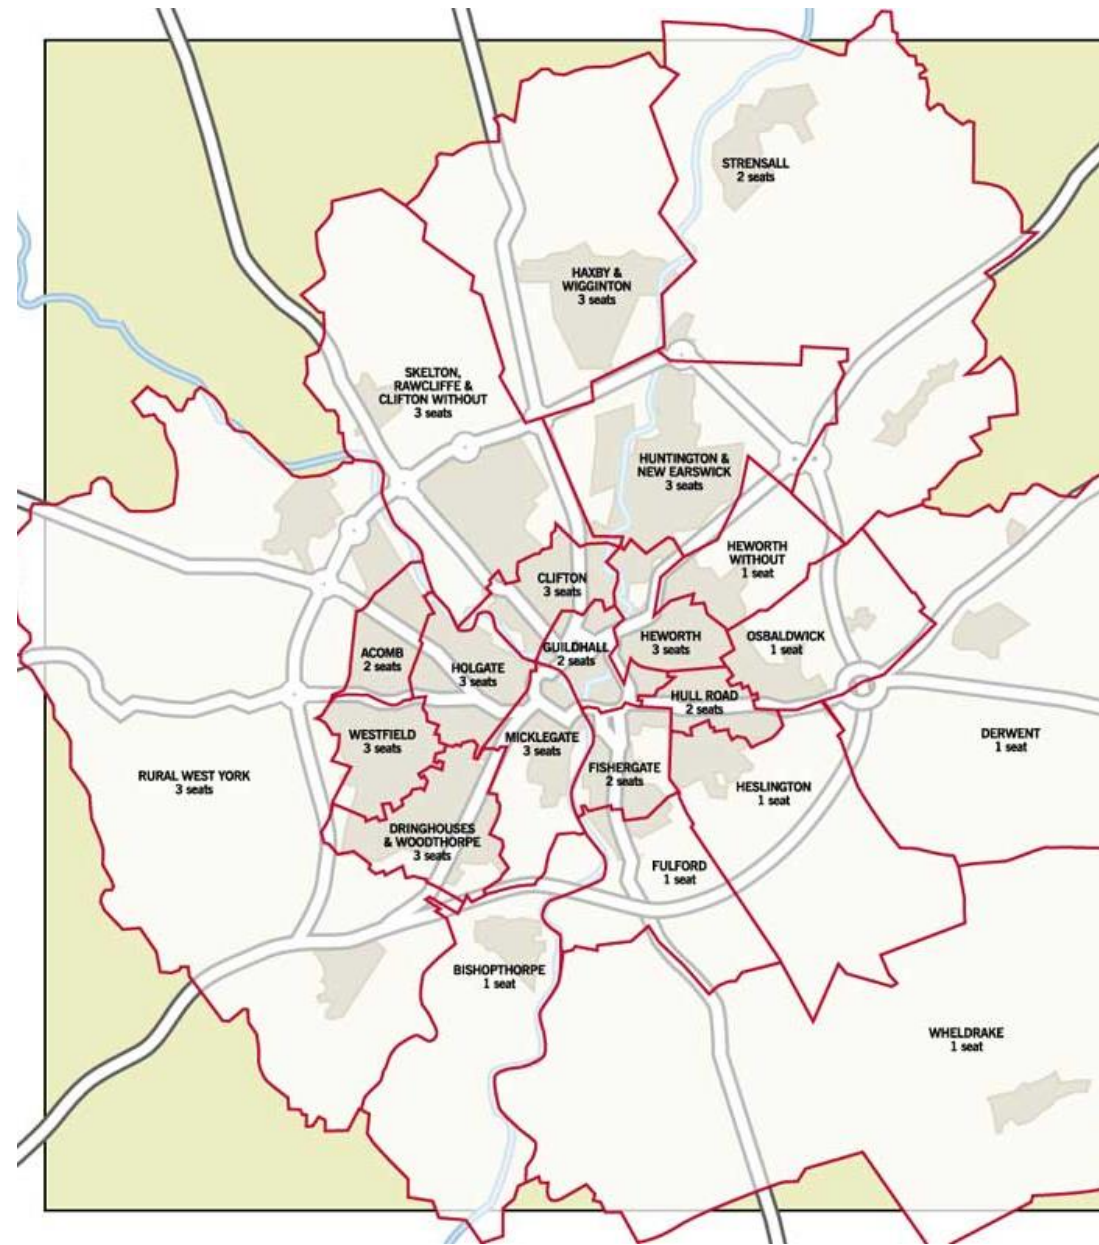 STRENSALL
2 seats
HAXBY &
WIGGINTON
3 seats
SKELTON,
RAWCLIFFE &
CLIFTON WITHOUT
3 seats
HUNTINGTON &
NEW EARSWICK
3 seats
HEWORTH
WITHOUT
1 seat
CLIFTON
3 seats
GUILDHALL
2 seats
HEWORTH
3 seats
OSBALDWICK
1 seat
ACOMB
2 seats
HOLGATE
3 seats
HULL ROAD
2 seats
WESTFIELD
3 seats
MICKLEGATE
3 seats
DERWENT
1 seat
RURAL WEST YORK
3 seats
FISHERGATE
2 seats
HESLINGTON
1 seat
DRINGHOUSES
& WOODTHORPE
3 seats
FULFORD
1 seat
BISHOPTHORPE
1 seat
WHELDRAKE
1 seat